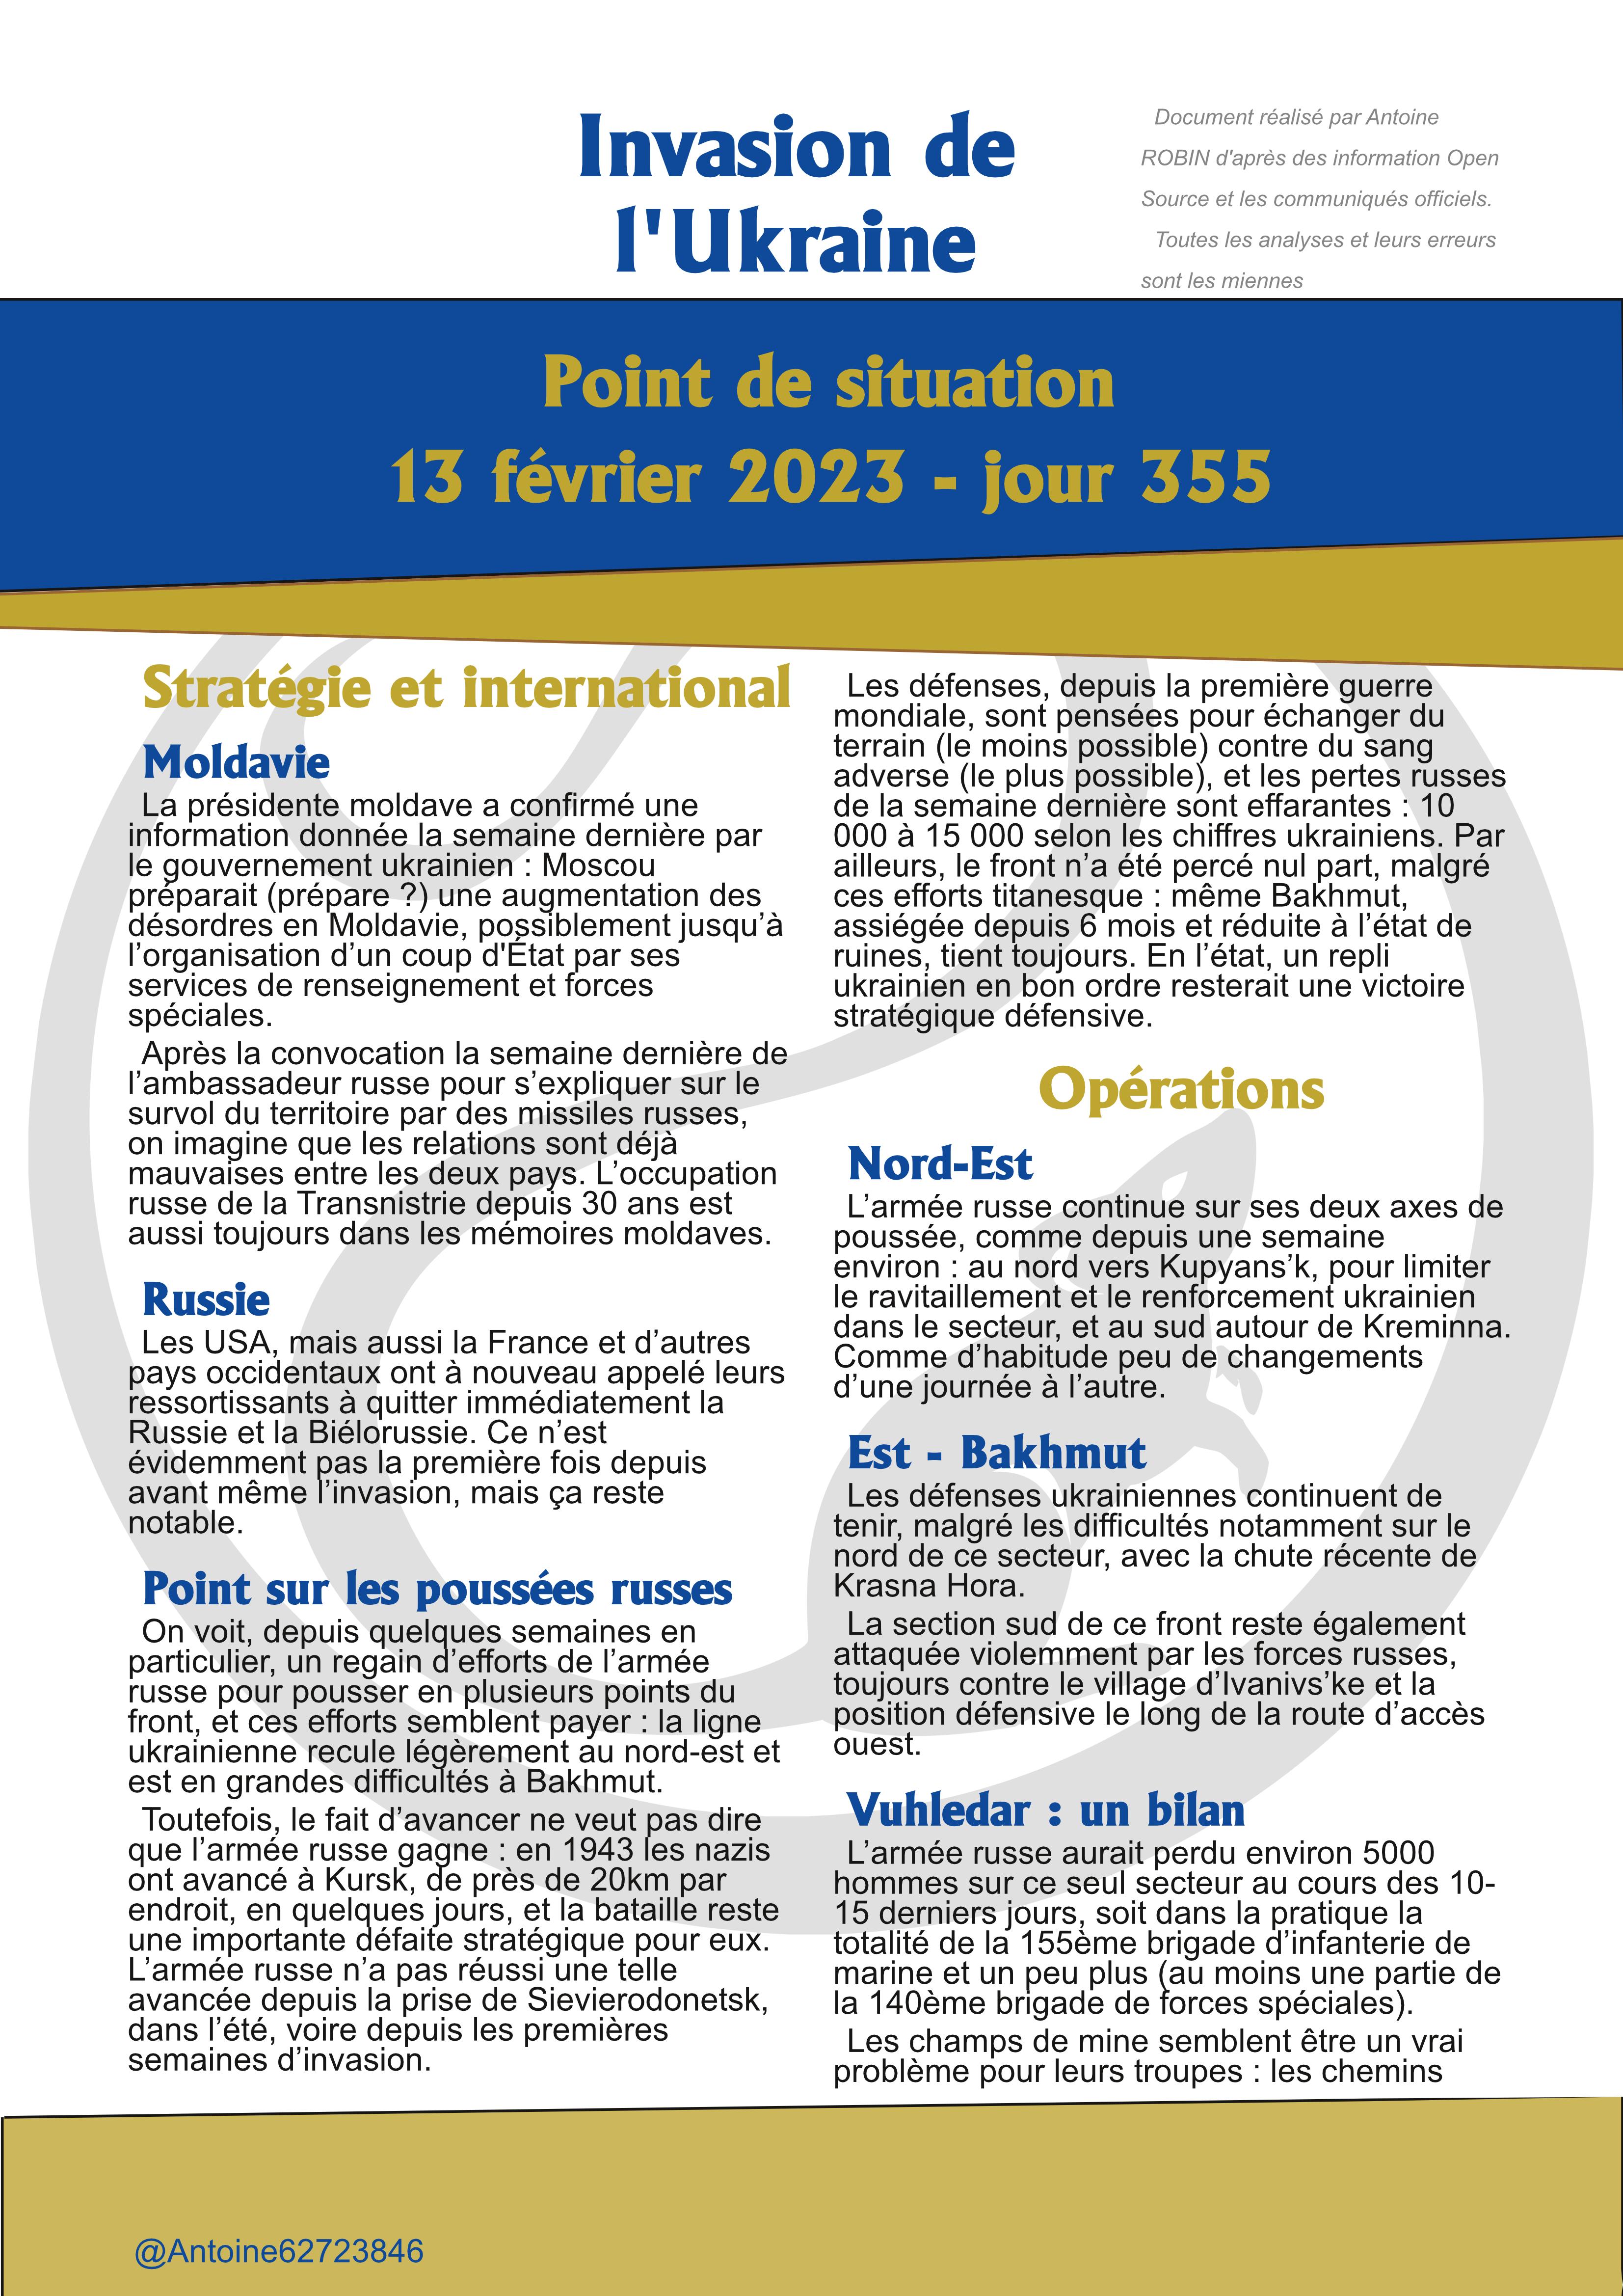 Invasion de
l'Ukraine
Document réalisé par Antoine
ROBIN d'après des information Open
Source et les communiqués officiels.
Toutes les analyses et leurs erreurs
sont les miennes
Point de situation
13 février 2023 - jour 355
Stratégie et international
Moldavie
La présidente moldave a confirmé une
information donnée la semaine dernière par
le gouvernement ukrainien : Moscou
préparait (prépare ?) une augmentation des
désordres en Moldavie, possiblement jusqu’à
l’organisation d’un coup d'État par ses
services de renseignement et forces
spéciales.
Après la convocation la semaine dernière de
l’ambassadeur russe pour s’expliquer sur le
survol du territoire par des missiles russes,
on imagine que les relations sont déjà
mauvaises entre les deux pays. L’occupation
russe de la Transnistrie depuis 30 ans est
aussi toujours dans les mémoires moldaves.
Russie
Les USA, mais aussi la France et d’autres
pays occidentaux ont à nouveau appelé leurs
ressortissants à quitter immédiatement la
Russie et la Biélorussie. Ce n’est
évidemment pas la première fois depuis
avant même l’invasion, mais ça reste
notable.
Point sur les poussées russes
On voit, depuis quelques semaines en
particulier, un regain d’efforts de l’armée
russe pour pousser en plusieurs points du
front, et ces efforts semblent payer : la ligne
ukrainienne recule légèrement au nord-est et
est en grandes difficultés à Bakhmut.
Toutefois, le fait d’avancer ne veut pas dire
que l’armée russe gagne : en 1943 les nazis
ont avancé à Kursk, de près de 20km par
endroit, en quelques jours, et la bataille reste
une importante défaite stratégique pour eux.
L’armée russe n’a pas réussi une telle
avancée depuis la prise de Sievierodonetsk,
dans l’été, voire depuis les premières
semaines d’invasion.
Les défenses, depuis la première guerre
mondiale, sont pensées pour échanger du
terrain (le moins possible) contre du sang
adverse (le plus possible), et les pertes russes
de la semaine dernière sont effarantes : 10
000 à 15 000 selon les chiffres ukrainiens. Par
ailleurs, le front n’a été percé nul part, malgré
ces efforts titanesque : même Bakhmut,
assiégée depuis 6 mois et réduite à l’état de
ruines, tient toujours. En l’état, un repli
ukrainien en bon ordre resterait une victoire
stratégique défensive.
Opérations
Nord-Est
L’armée russe continue sur ses deux axes de
poussée, comme depuis une semaine
environ : au nord vers Kupyans’k, pour limiter
le ravitaillement et le renforcement ukrainien
dans le secteur, et au sud autour de Kreminna.
Comme d’habitude peu de changements
d’une journée à l’autre.
Est - Bakhmut
Les défenses ukrainiennes continuent de
tenir, malgré les difficultés notamment sur le
nord de ce secteur, avec la chute récente de
Krasna Hora.
La section sud de ce front reste également
attaquée violemment par les forces russes,
toujours contre le village d’Ivanivs’ke et la
position défensive le long de la route d’accès
ouest.
Vuhledar : un bilan
L’armée russe aurait perdu environ 5000
hommes sur ce seul secteur au cours des 10-
15 derniers jours, soit dans la pratique la
totalité de la 155ème brigade d’infanterie de
marine et un peu plus (au moins une partie de
la 140ème brigade de forces spéciales).
Les champs de mine semblent être un vrai
problème pour leurs troupes : les chemins
@Antoine62723846